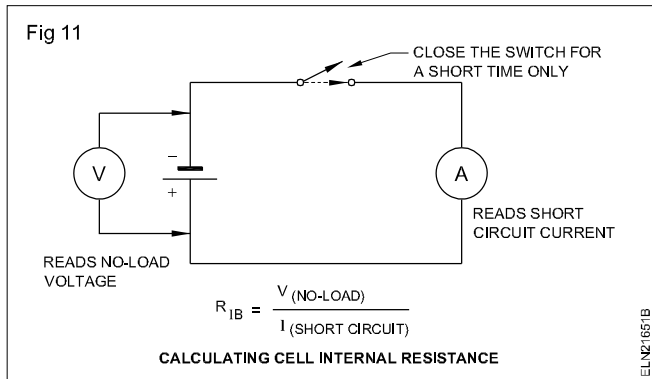 Fig 11
CLOSE THE SWITCH FOR
A SHORT TIME ONLY
V
−
+
A
READS SHORT
CIRCUIT CURRENT
READS NO-LOAD
VOLTAGE
R IB = V (NO-LOAD)
I (SHORT CIRCUIT)
CALCULATING CELL INTERNAL RESISTANCE
ELN21651B